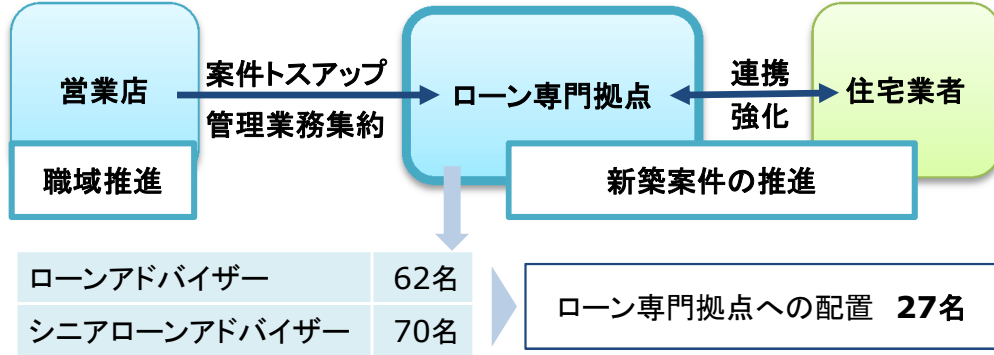 営業店
案件トスアップ
管理業務集約
ローン専門拠点
連携
強化
住宅業者
職域推進
新築案件の推進
ローンアドバイザー 62名
シニアローンアドバイザー 70名
ローン専門拠点への配置 27名